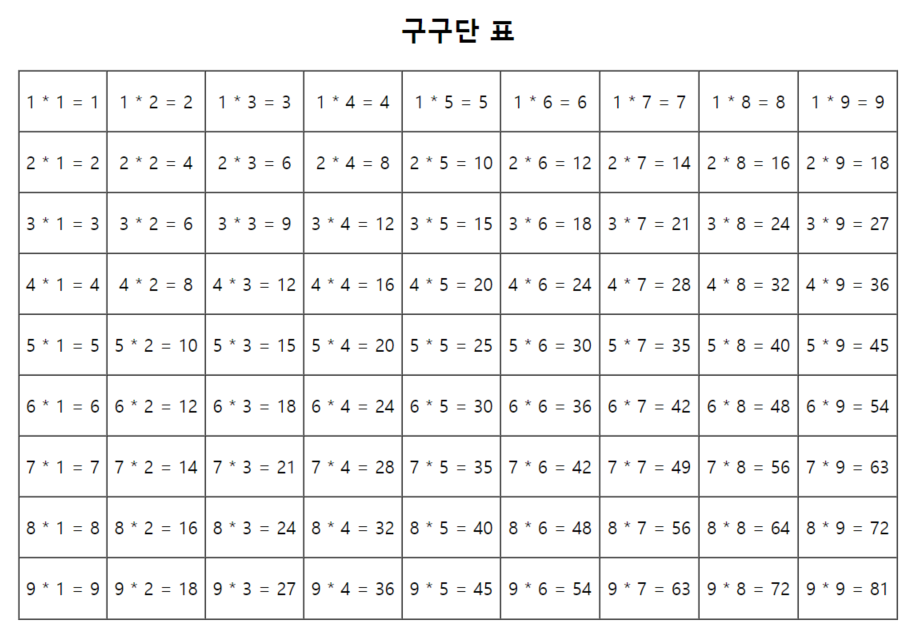 구구단 표
1 * 1 = 1 1 * 2 = 2 1 * 3 = 3 1 * 4 = 4 1 * 5 = 5 1 * 6 = 6 1 * 7 = 7 1 * 8 = 8 1 * 9 = 9
2 * 1 = 2 2 * 2 = 4 2 * 3 = 6 2 * 4 = 8 2 * 5 = 10 2 * 6 = 12 2 * 7 = 14 2 * 8 = 16 2 * 9 = 18
3 * 1 = 3 3 * 2 = 6 3 * 3 = 9 3 * 4 = 12 3 * 5 = 15 3 * 6 = 18 3 * 7 = 21 3 * 8 = 24 3 * 9 = 27
4 * 1 = 4 4 * 2 = 8 4 * 3 = 12 4 * 4 = 16 4 * 5 = 20 4 * 6 = 24 4 * 7 = 28 4 * 8 = 32 4 * 9 = 36
5 * 1 = 5 5 * 2 = 10 5 * 3 = 15 5 * 4 = 20 5 * 5 = 25 5 * 6 = 30 5 * 7 = 35 5 * 8 = 40 5 * 9 = 45
6 * 1 = 6 6 * 2 = 12 6 * 3 = 18 6 * 4 = 24 6 * 5 = 30 6 * 6 = 36 6 * 7 = 42 6 * 8 = 48 6 * 9 = 54
7 * 1 = 7 7 * 2 = 14 7 * 3 = 21 7 * 4 = 28 7 * 5 = 35 7 * 6 = 42 7 * 7 = 49 7 * 8 = 56 7 * 9 = 63
8 * 1 = 8 8 * 2 = 16 8 * 3 = 24 8 * 4 = 32 8 * 5 = 40 8 * 6 = 48 8 * 7 = 56 8 * 8 = 64 8 * 9 = 72
9 * 1 = 9 9 * 2 = 18 9 * 3 = 27 9 * 4 = 36 9 * 5 = 45 9 * 6 = 54 9 * 7 = 63 9 * 8 = 72 9 * 9 = 81